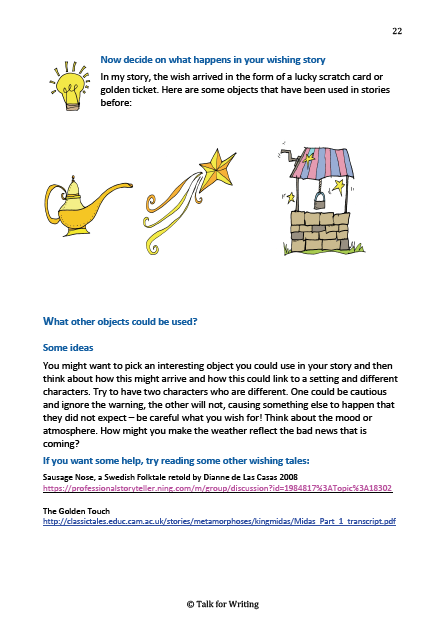 22
Now decide on what happens in your wishing story
In my story, the wish arrived in the form of a lucky scratch card or
golden ticket. Here are some objects that have been used in stories
before:
What other objects could be used?
Some ideas
You might want to pick an interesting object you could use in your story and then
think about how this might arrive and how this could link to a setting and different
characters. Try to have two characters who are different. One could be cautious
and ignore the warning, the other will not, causing something else to happen that
they did not expect – be careful what you wish for! Think about the mood or
atmosphere. How might you make the weather reflect the bad news that is
coming?
If you want some help, try reading some other wishing tales:
Sausage Nose, a Swedish Folktale retold by Dianne de Las Casas 2008
https://professionalstoryteller.ning.com/m/group/discussion?id=1984817%3ATopic%3A18302
The Golden Touch
http://classictales.educ.cam.ac.uk/stories/metamorphoses/kingmidas/Midas_Part_1_transcript.pdf
© Talk for Writing